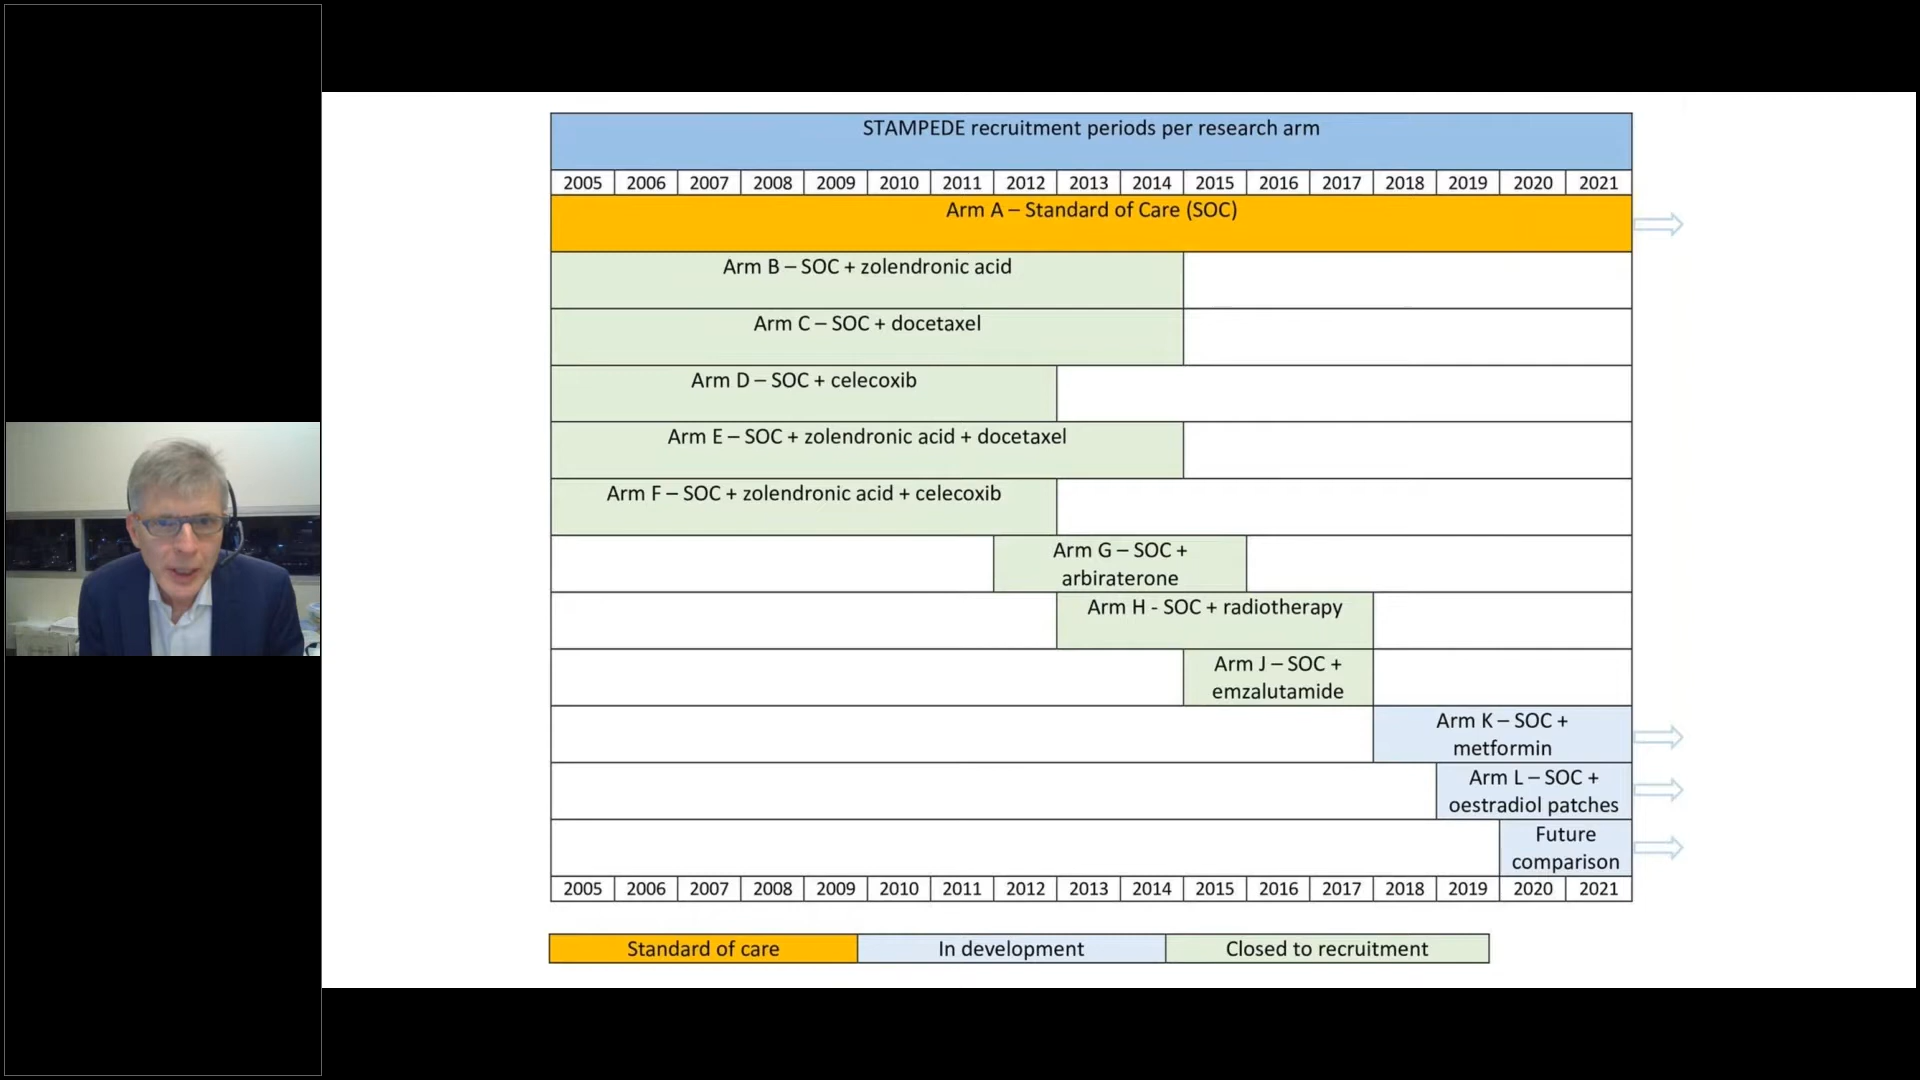 STAMPEDE recruitment periods per research arm
2005 2006 2007 2008 2009 2010 2011 2012 2013 2014 2015 2016 2017 2018 2019 2020 2021
Arm A – Standard of Care (SOC)
Arm B – SOC + zolendronic acid
Arm C – SOC + docetaxel
Arm D – SOC + celecoxib
Arm E – SOC + zolendronic acid + docetaxel
Arm F – SOC + zolendronic acid + celecoxib
Arm G – SOC +
arbiraterone
Arm H - SOC + radiotherapy
Arm J – SOC +
emzalutamide
Arm K – SOC +
metformin
Arm L – SOC +
oestradiol patches
Future
comparison
2005 2006 2007 2008 2009 2010 2011 2012 2013 2014 2015 2016 2017 2018 2019 2020 2021
Standard of care In development Closed to recruitment